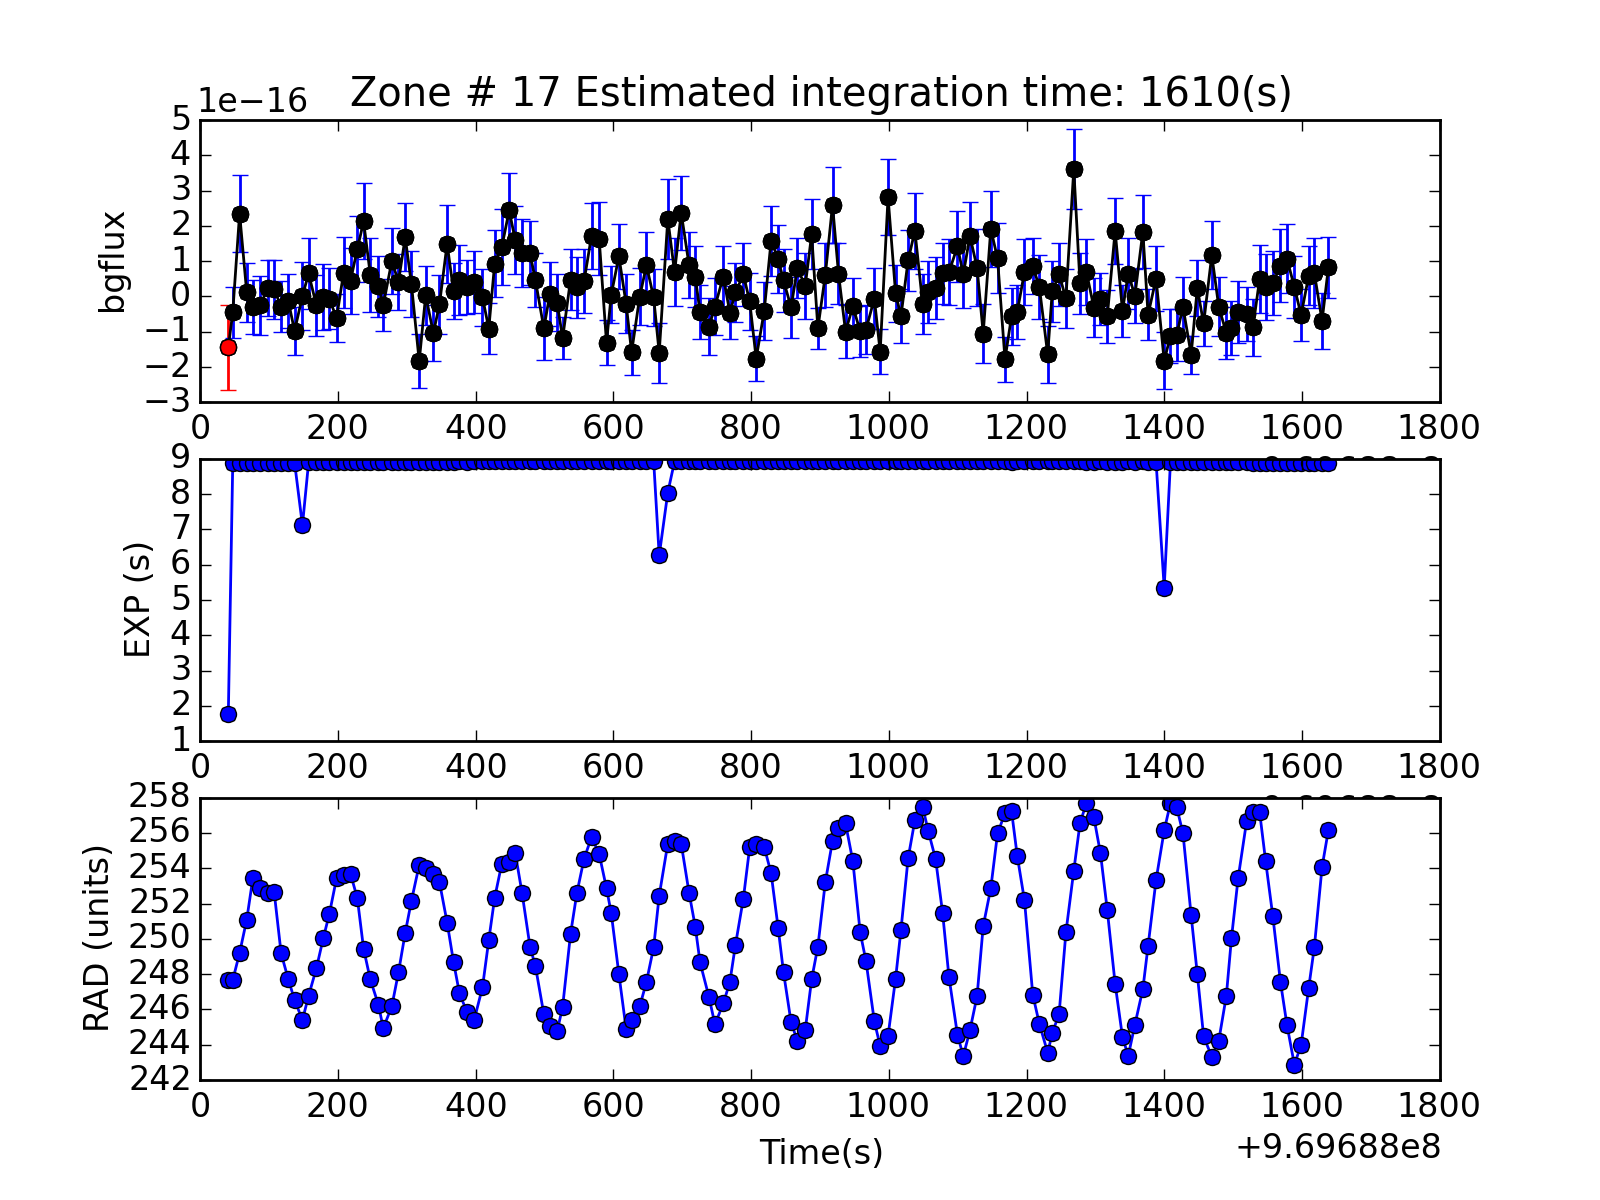 Zone # 17 Estimated integration time: 1610(s)
1e−16
5
4
3
2
1
0
−1
−2
−3
bgflux
0 200 400 600 800 1000 1200 1400 1600 1800
9
8
7
6
5
4
3
2
1
EXP (s)
0 200 400 600 800 1000 1200 1400 1600 1800
258
256
254
252
250
248
246
244
242
RAD (units)
0 200 400 600 800 1000 1200 1400 1600 1800
Time(s)
+9.69688e8